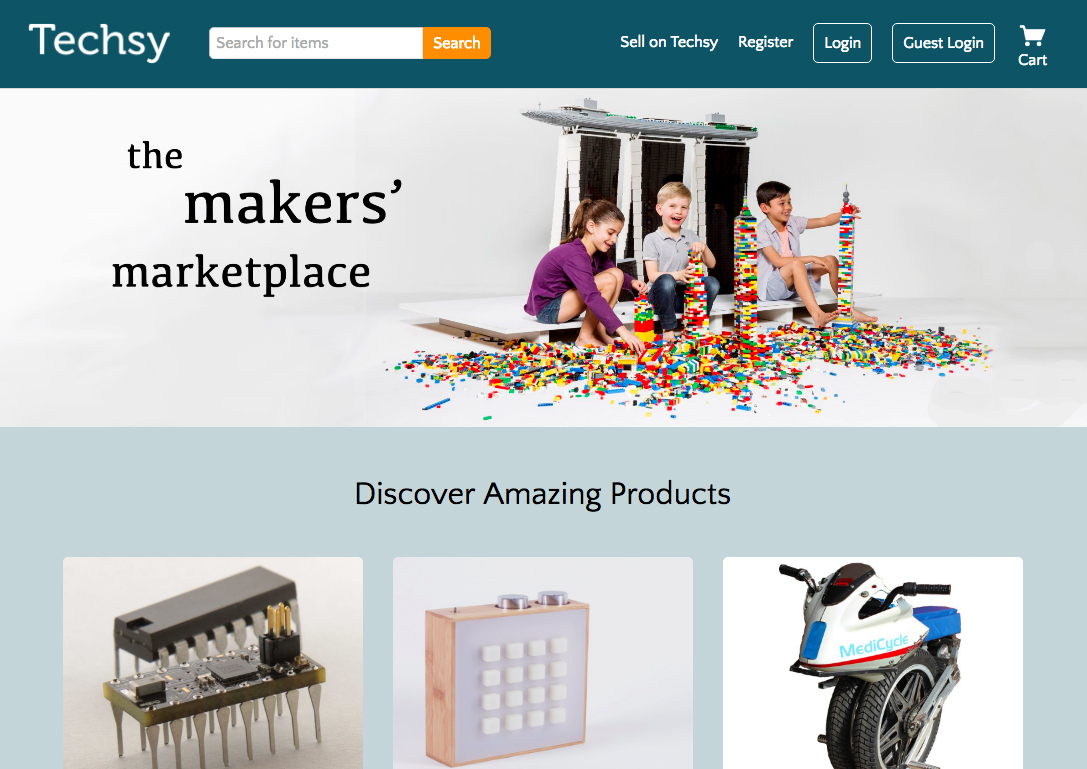 Techsy
Search for items
Search
Sell on Techsy
Register
Login
Guest Login
Cart
the
makers’
marketplace
Discover Amazing Products
MediCycle